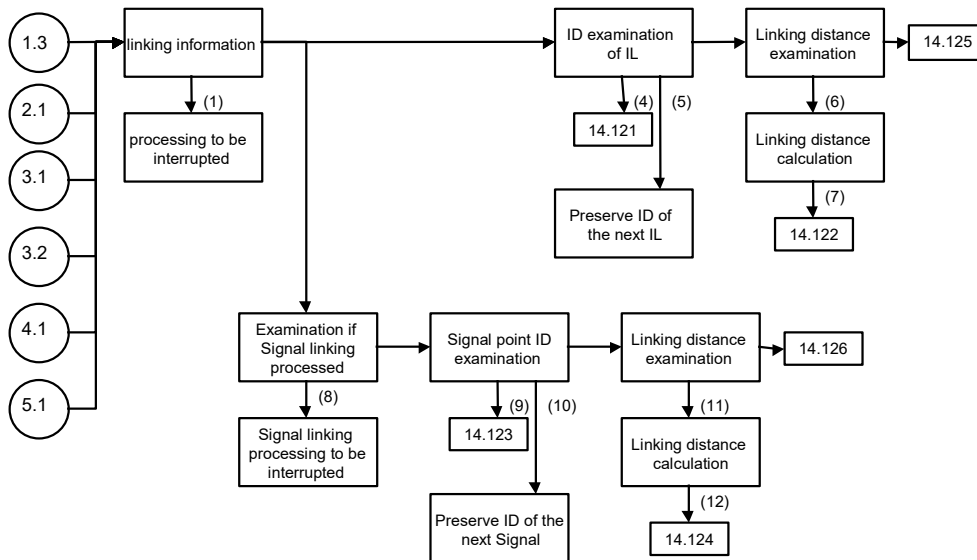 1.3
2.1
3.1
3.2
4.1
5.1
linking information
(1)
processing to be
interrupted
ID examination
of IL
(4)
(5)
14.121
Preserve ID of
the next IL
Linking distance
examination
14.125
(6)
Linking distance
calculation
(7)
14.122
Examination if
Signal linking
processed
(8)
Signal linking
processing to be
interrupted
Signal point ID
examination
(9)
(10)
14.123
Preserve ID of the
next Signal
Linking distance
examination
14.126
(11)
Linking distance
calculation
(12)
14.124